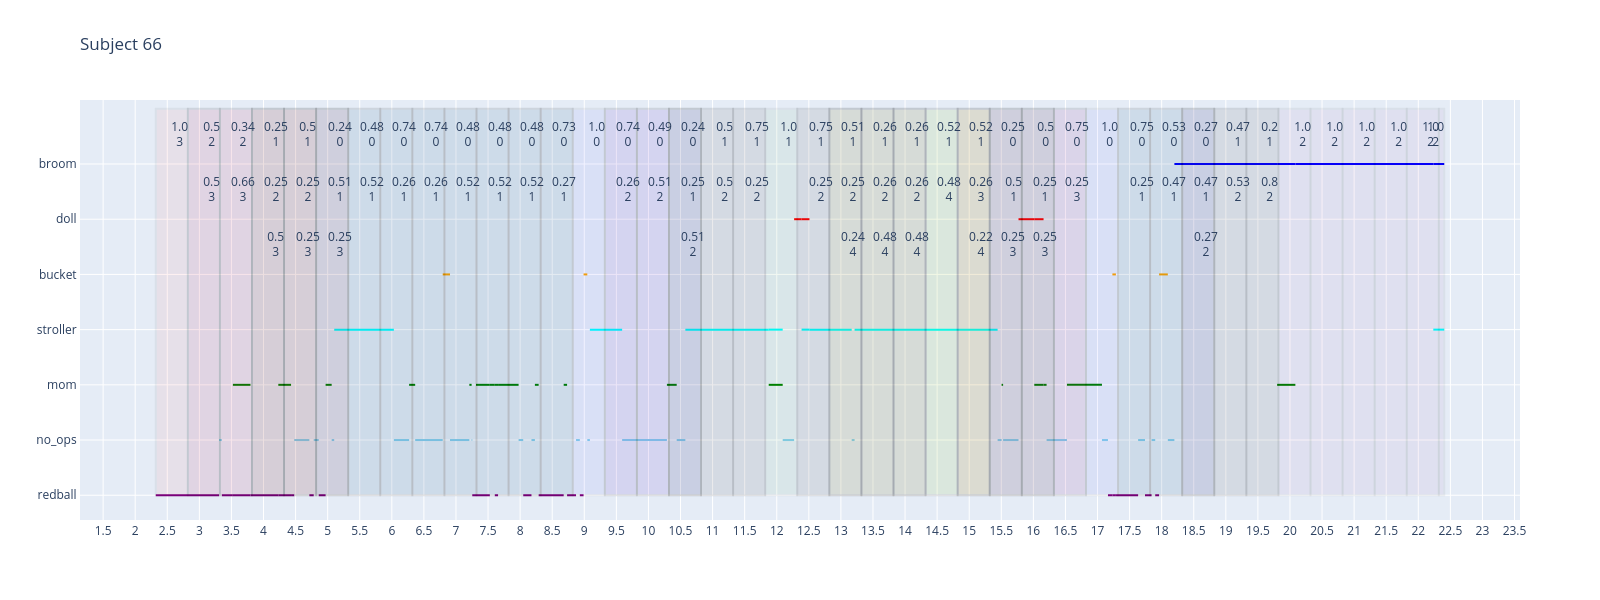 Subject 66
1.0 0.5 0.34 0.25 0.5 0.24 0.48 0.74 0.74 0.48 0.48 0.48 0.73 1.0 0.74 0.49 0.24 0.5 0.75 1.0 0.75 0.51 0.26 0.26 0.52 0.52 0.25 0.5 0.75 1.0 0.75 0.53 0.27 0.47 0.2 1.0 1.0 1.0 1.0
3 2 2 1 1 0 0 0 0 0 0 0 0 0 0 0 0 1 1 1 1 1 1 1 1 1 0 0 0 0 0 0 0 1 1 2 2 2 2
broom
0.5 0.66 0.25 0.25 0.51 0.52 0.26 0.26 0.52 0.52 0.52 0.27 0.26 0.51 0.25 0.5 0.25 0.25 0.25 0.26 0.26 0.48 0.26 0.5 0.25 0.25 0.25 0.47 0.47 0.53 0.8
3 3 2 2 1 1 1 1 1 1 1 1 2 2 1 2 2 2 2 2 2 4 3 1 1 3 1 1 1 2 2
doll
0.5 0.25 0.25 0.51 0.24 0.48 0.48 0.22 0.25 0.25 0.27
3 3 3 2 4 4 4 4 3 3 2
bucket
stroller
mom
no_ops
redball
1.5 2 2.5 3 3.5 4 4.5 5 5.5 6 6.5 7 7.5 8 8.5 9 9.5 10 10.5 11 11.5 12 12.5 13 13.5 14 14.5 15 15.5 16 16.5 17 17.5 18 18.5 19 19.5 20 20.5 21 21.5 22 22.5 23 23.5